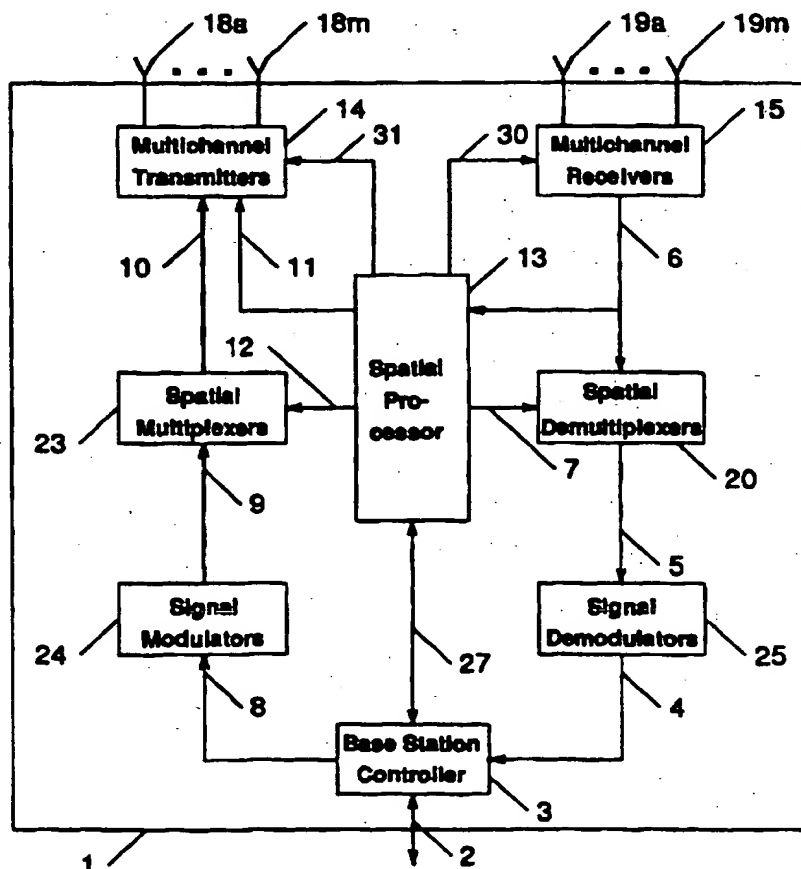 18a 18m 19a 19m
14
15
Multichannel
Transmitters
31
30
Multichannel
Receivers
10
11
13
6
12
Spatial
Multiplexers
23
Spatial
Pro-
cessor
Spatial
Demultiplexers
7
20
9
5
Signal
Modulators
24
Signal
Demodulators
25
8
27
4
Base Station
Controller
3
1
2